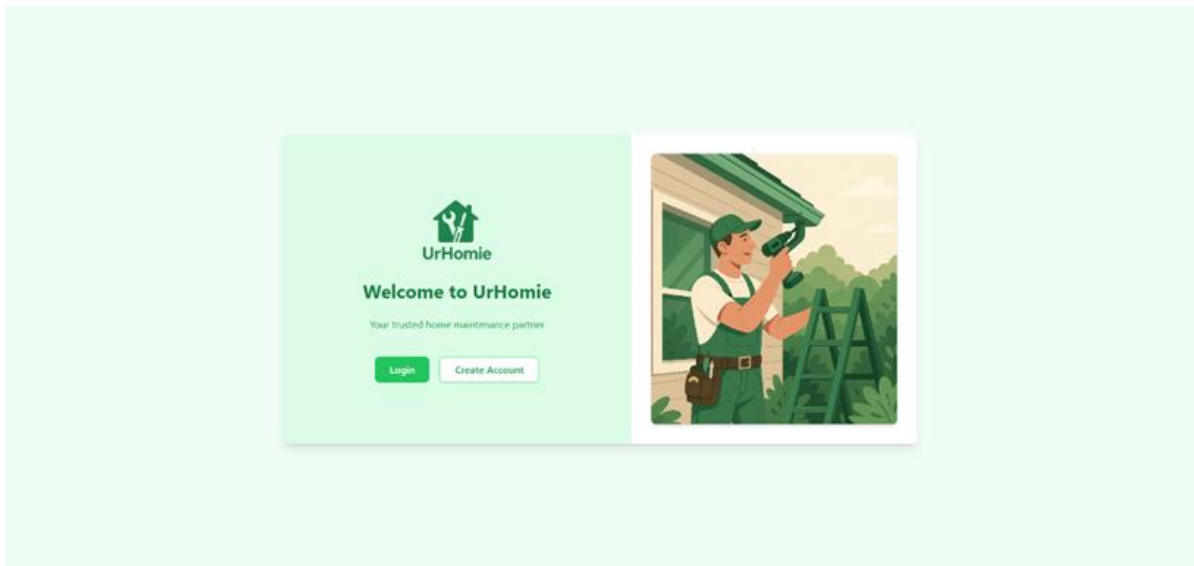 UrHomie
Welcome to UrHomie
Your trusted home maintenance partner
Login
Create Account